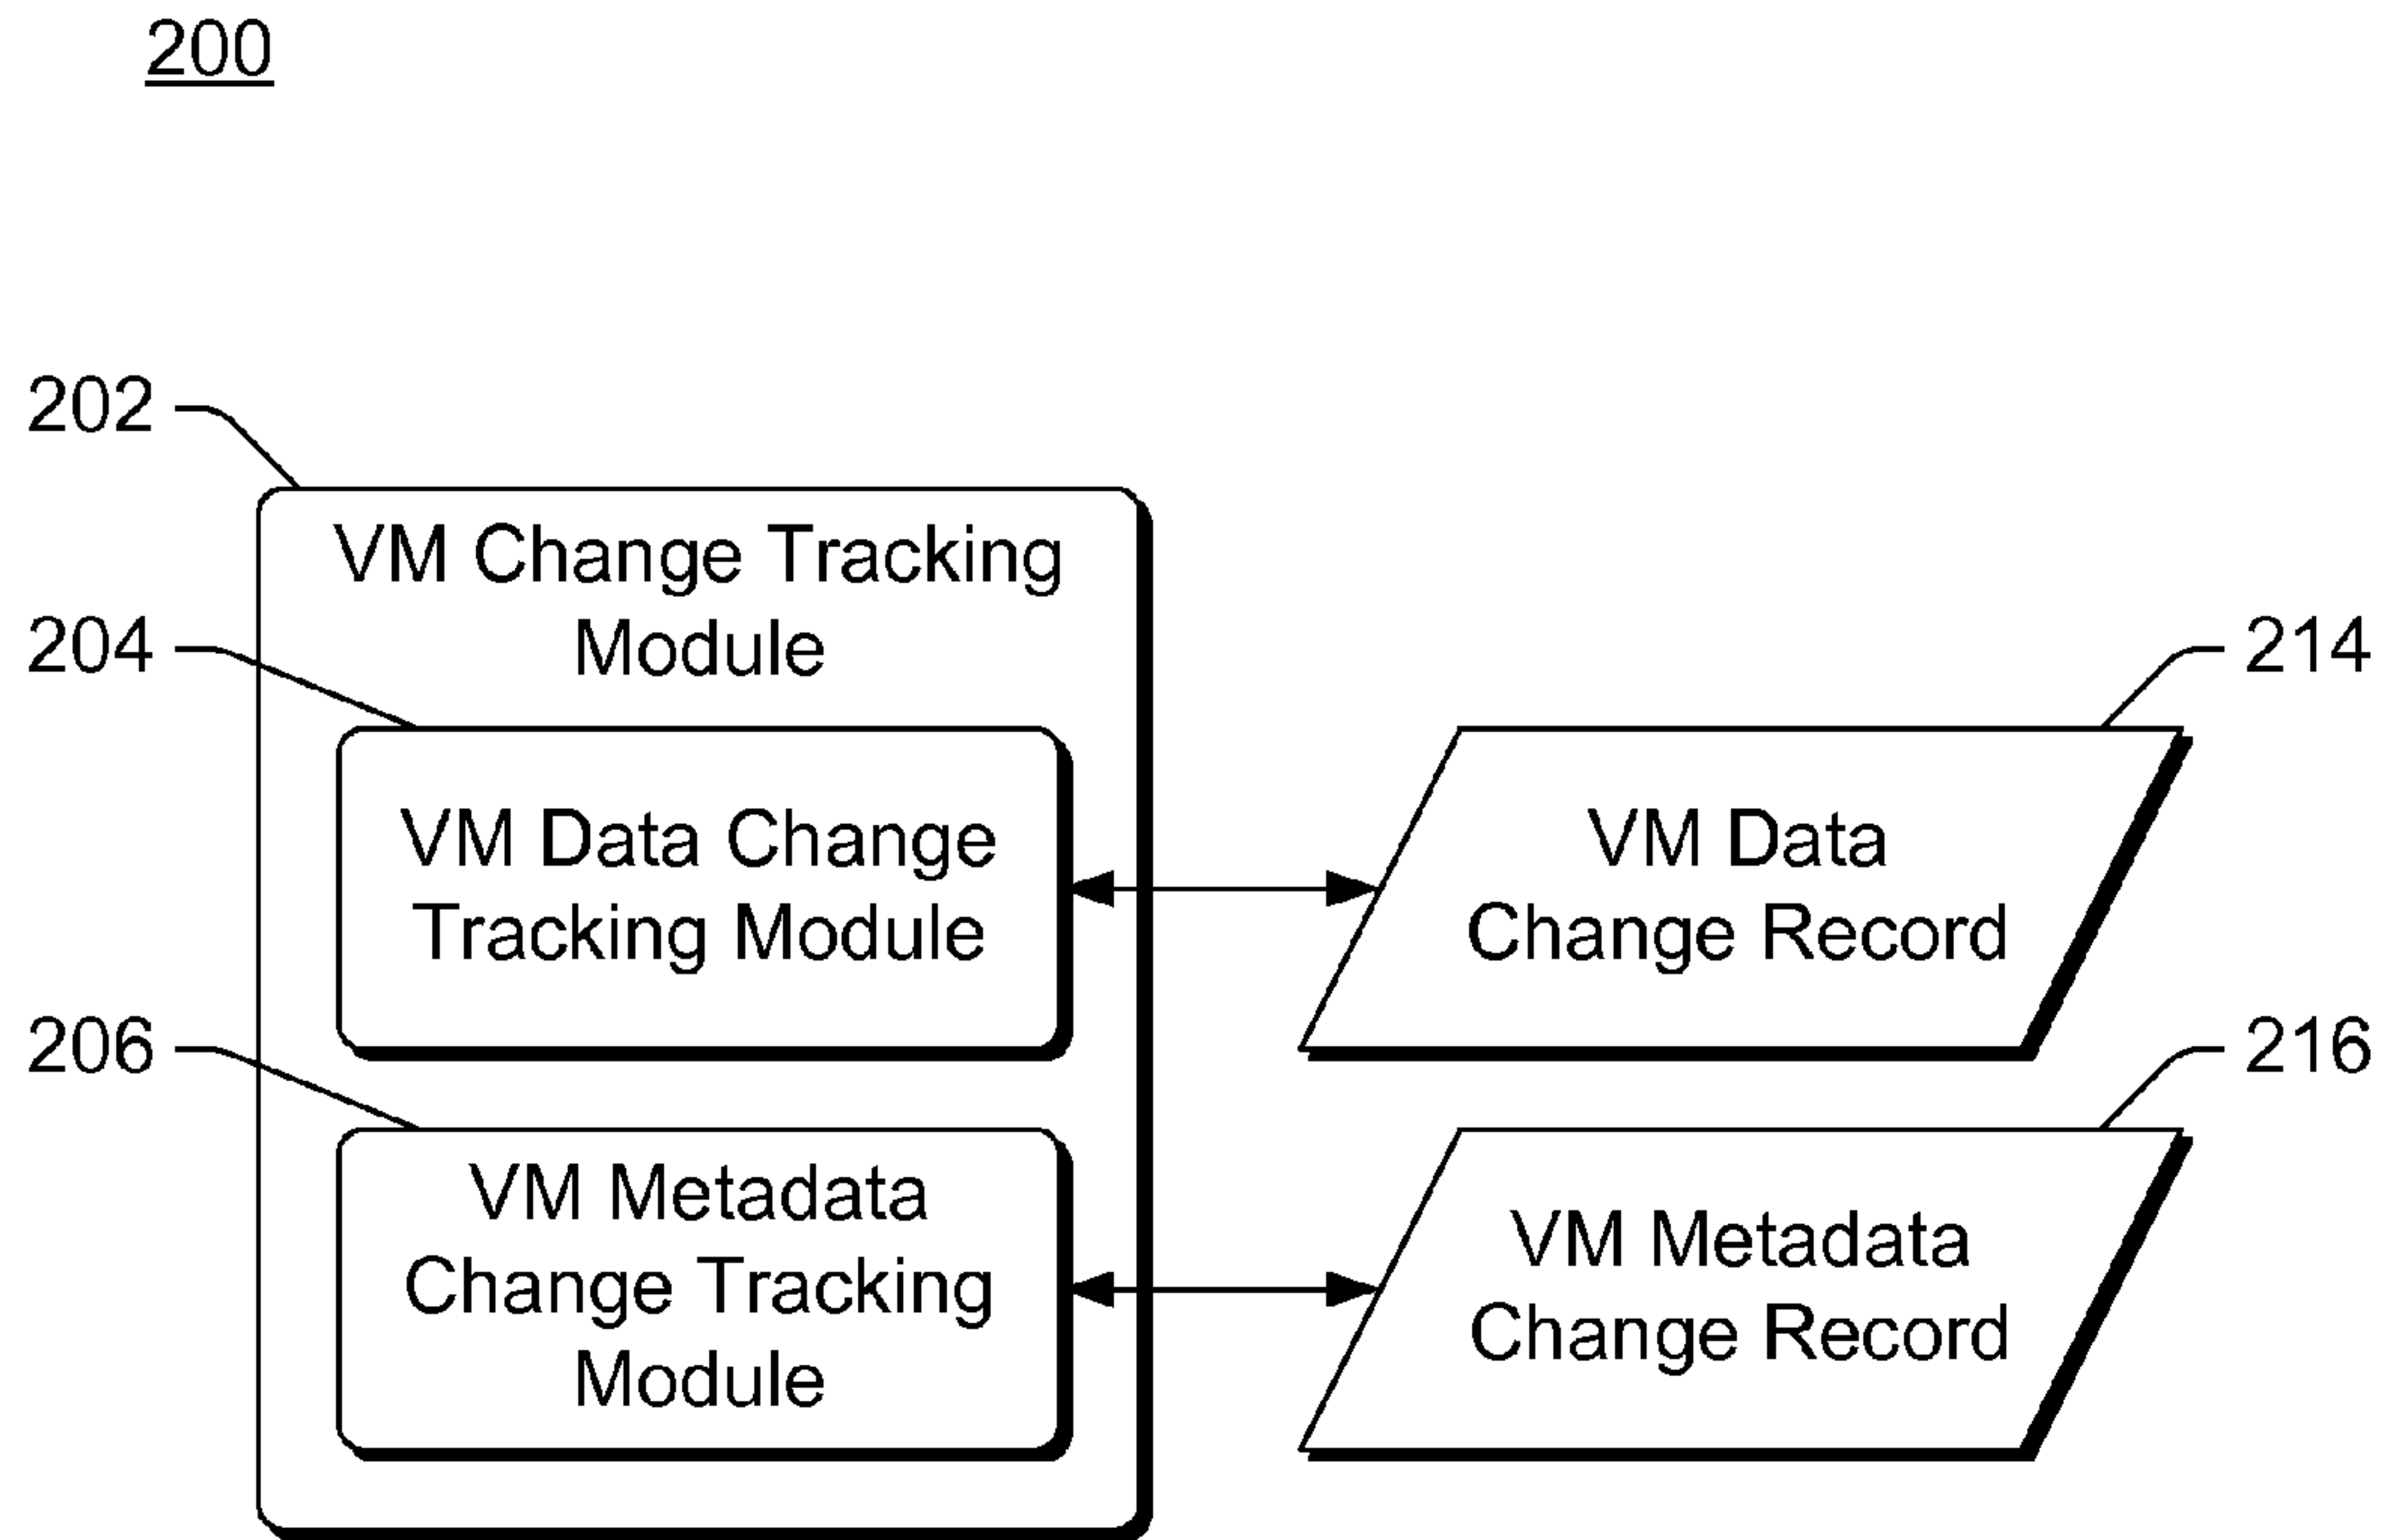 200
202
VM Change Tracking
Module
204
214
VM Data Change
Tracking Module
VM Data
Change Record
206
216
VM Metadata
Change Tracking
Module
VM Metadata
Change Record